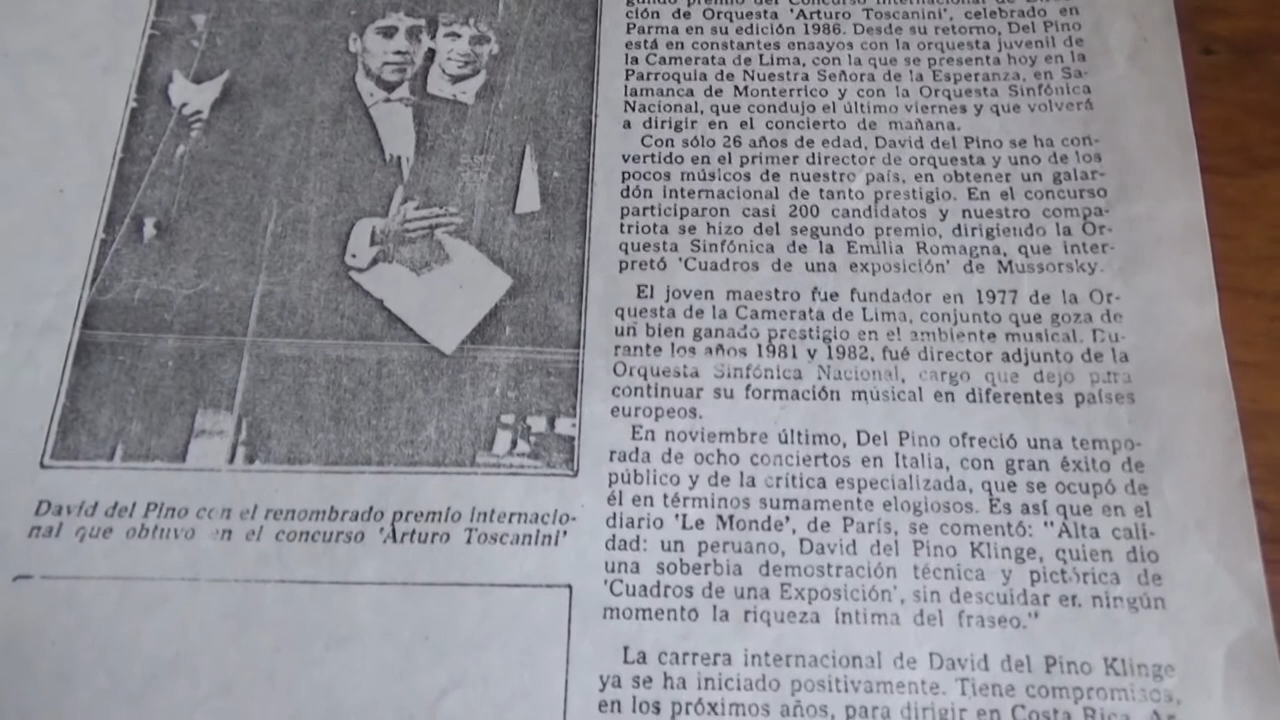 David del Pino con el renombrado premio internacio-
nal que obtuvo en el concurso 'Arturo Toscanini'
gundo premio del Concurso Internacional de Direc-
ción de Orquesta 'Arturo Toscanini', celebrado en
Parma en su edición 1986. Desde su retorno, Del Pino
está en constantes ensayos con la orquesta juvenil de
la Camerata de Lima, con la que se presenta hoy en la
Parroquia de Nuestra Señora de la Esperanza, en Sa-
lamanca de Monterrico y con la Orquesta Sinfónica
Nacional, que condujo el último viernes y que volverá
a dirigir en el concierto de mañana.
Con sólo 26 años de edad, David del Pino se ha con-
vertido en el primer director de orquesta y uno de los
pocos músicos de nuestro país, en obtener un galar-
dón internacional de tanto prestigio. En el concurso
participaron casi 200 candidatos y nuestro compa-
triota se hizo del segundo premio, dirigiendo la Or-
questa Sinfónica de la Emilia Romagna, que inter-
pretó 'Cuadros de una exposición' de Mussorsky.
El joven maestro fue fundador en 1977 de la Or-
questa de la Camerata de Lima, conjunto que goza de
un bien ganado prestigio en el ambiente musical. Du-
rante los años 1981 y 1982, fué director adjunto de la
Orquesta Sinfónica Nacional, cargo que dejo para
continuar su formación músical en diferentes países
europeos.
En noviembre último, Del Pino ofreció una tempo-
rada de ocho conciertos en Italia, con gran éxito de
público y de la crítica especializada, que se ocupó de
él en términos sumamente elogiosos. Es así que en el
diario 'Le Monde', de París, se comentó: "Alta cali-
dad: un peruano, David del Pino Klinge, quien dio
una soberbia demostración técnica y pictórica de
'Cuadros de una Exposición', sin descuidar en ningún
momento la riqueza íntima del fraseo."
La carrera internacional de David del Pino Klinge
ya se ha iniciado positivamente. Tiene compromisos,
en los próximos años, para dirigir en Costa Rica, Ar-